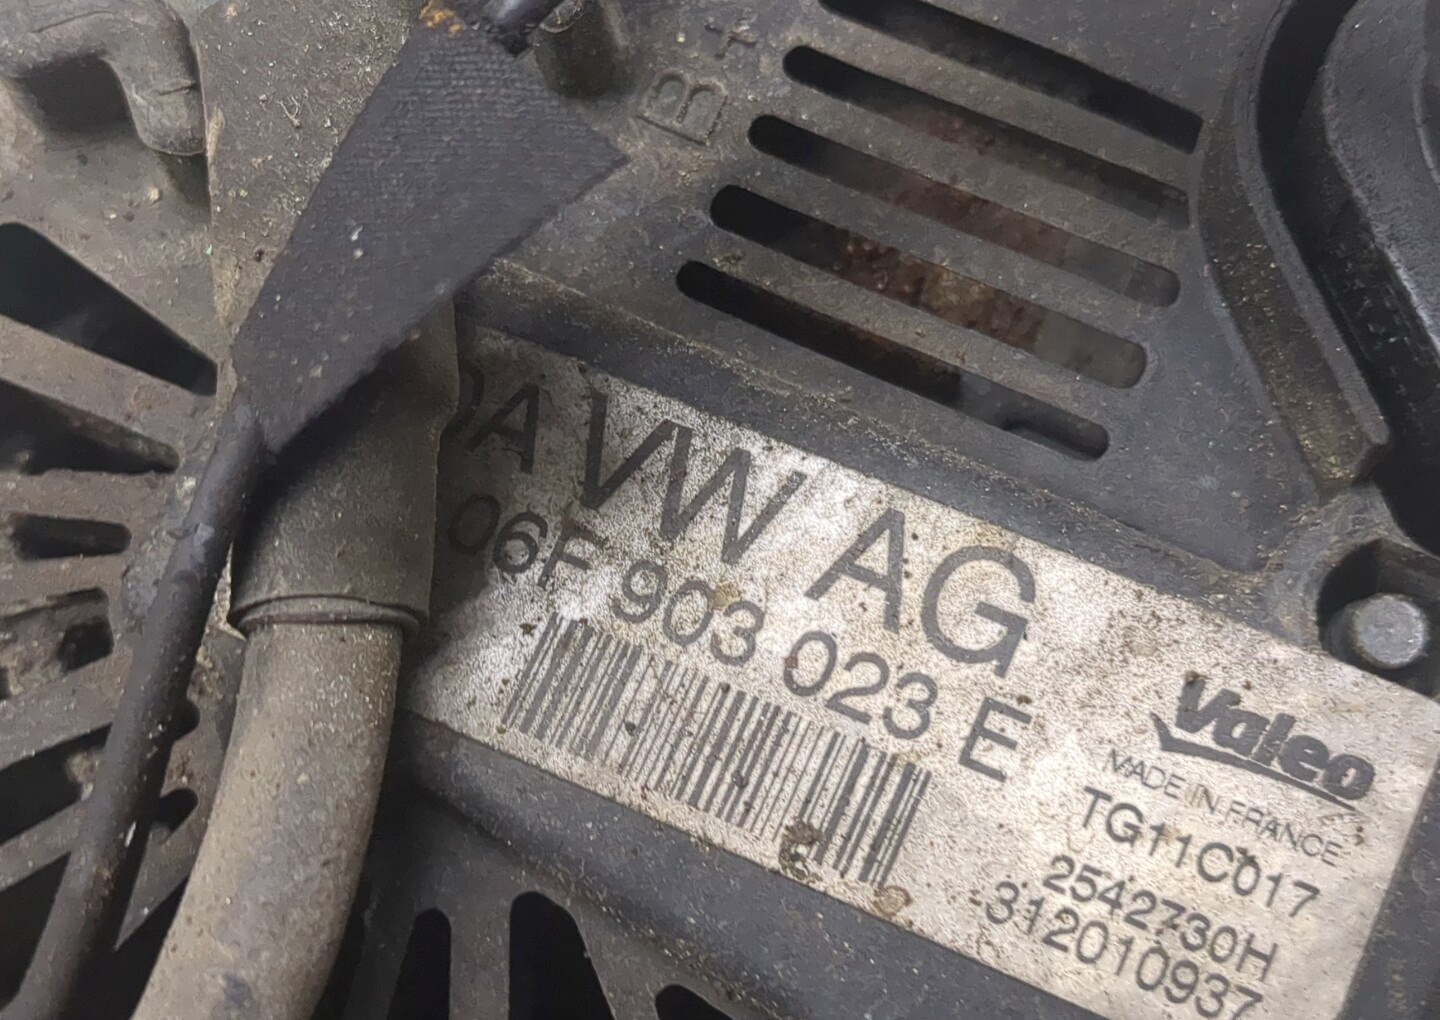 B+
VW AG
06F 903 023 E
Valeo
MADE IN FRANCE
TG11C017
2542730H
312010937